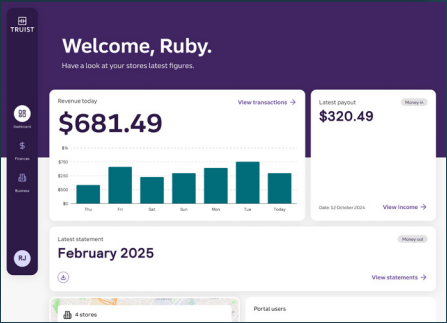 TRUIST
Dashboard
Finances
Business
RJ
Welcome, Ruby.
Have a look at your stores latest figures.
Revenue today
View transactions →
$681.49
$1k
$750
$250
$500
$0
Thu
Fri
Sat
Sun
Mon
Tue
Today
Latest payout
Money in
$320.49
Date: 12 October 2024
View income →
Latest statement
Money out
February 2025
View statements →
4 stores
Portal users